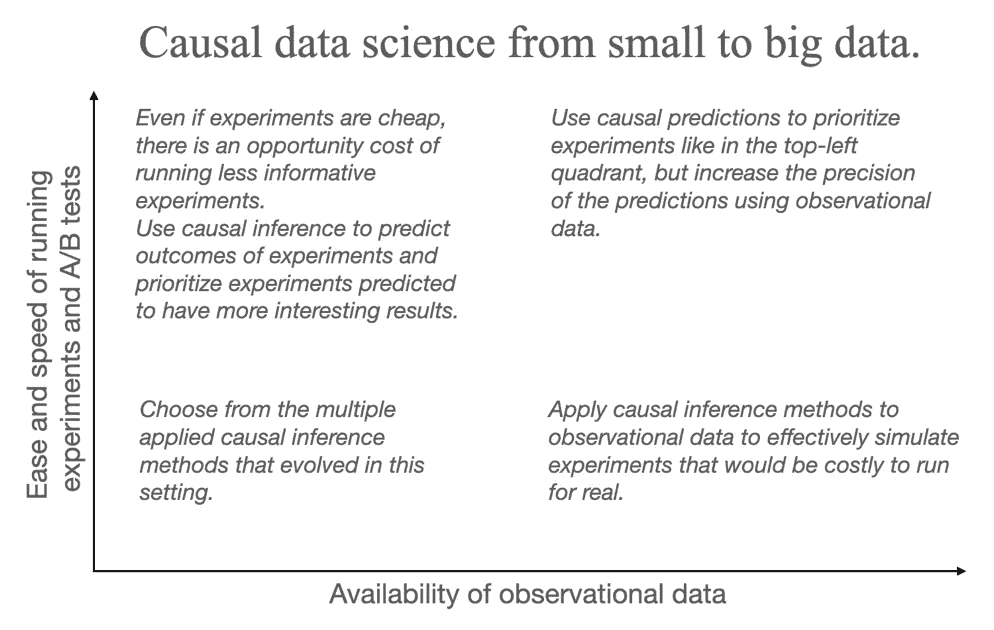 Causal data science from small to big data.
Ease and speed of running
experiments and A/B tests
Even if experiments are cheap,
there is an opportunity cost of
running less informative
experiments.
Use causal inference to predict
outcomes of experiments and
prioritize experiments predicted
to have more interesting results.
Use causal predictions to prioritize
experiments like in the top-left
quadrant, but increase the precision
of the predictions using observational
data.
Choose from the multiple
applied causal inference
methods that evolved in this
setting.
Apply causal inference methods to
observational data to effectively simulate
experiments that would be costly to run
for real.
Availability of observational data